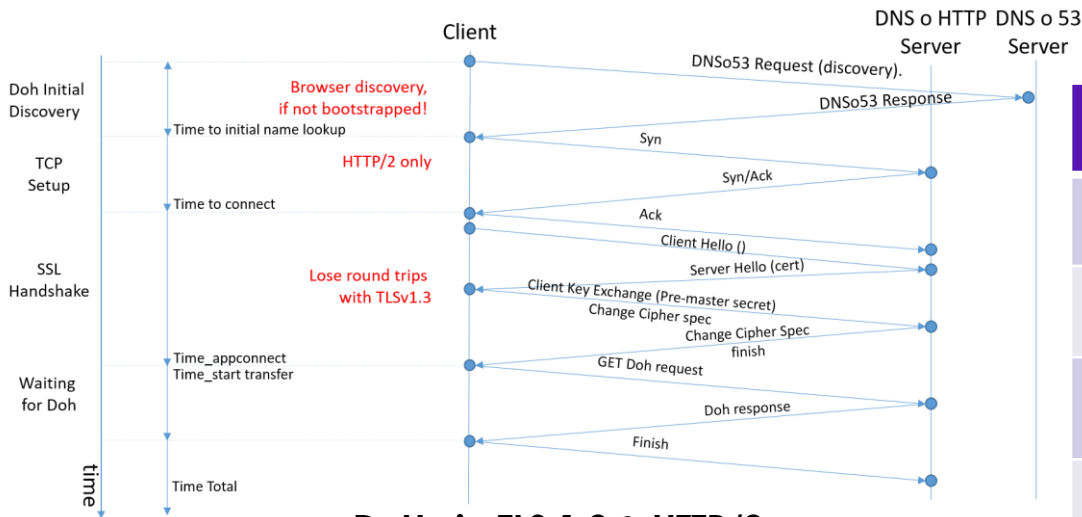 Client
DNS o HTTP
Server
DNS o 53
Server
DNSo53 Request (discovery).
Doh Initial
Discovery
Browser discovery,
if not bootstrapped!
DNSo53 Response
Time to initial name lookup
Syn
TCP
Setup
HTTP/2 only
Syn/Ack
Time to connect
Ack
Client Hello ()
SSL
Handshake
Lose round trips
with TLSv1.3
Server Hello (cert)
Client Key Exchange (Pre-master secret)
Change Cipher spec
Change Cipher Spec
finish
Time_appconnect
Time_start transfer
GET Doh request
Waiting
for Doh
Doh response
Finish
time
Time Total